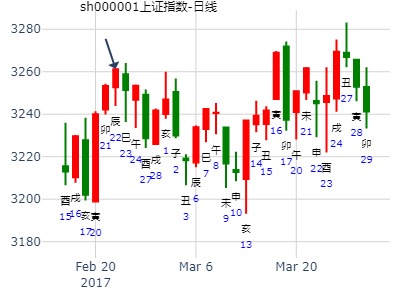 sh000001上证指数-日线
3280
3260
3240
3220
3200
3180
酉
15
戌
16
亥
17
寅
20
卯
21
辰
22
巳
23
午
24
酉
27
戌
28
亥
1
子
2
丑
3
辰
6
巳
7
午
8
未
9
申
10
亥
13
子
14
丑
15
寅
16
卯
17
午
20
未
21
申
22
酉
23
戌
24
丑
27
寅
28
卯
29
Feb 20
2017
Mar 6
Mar 20